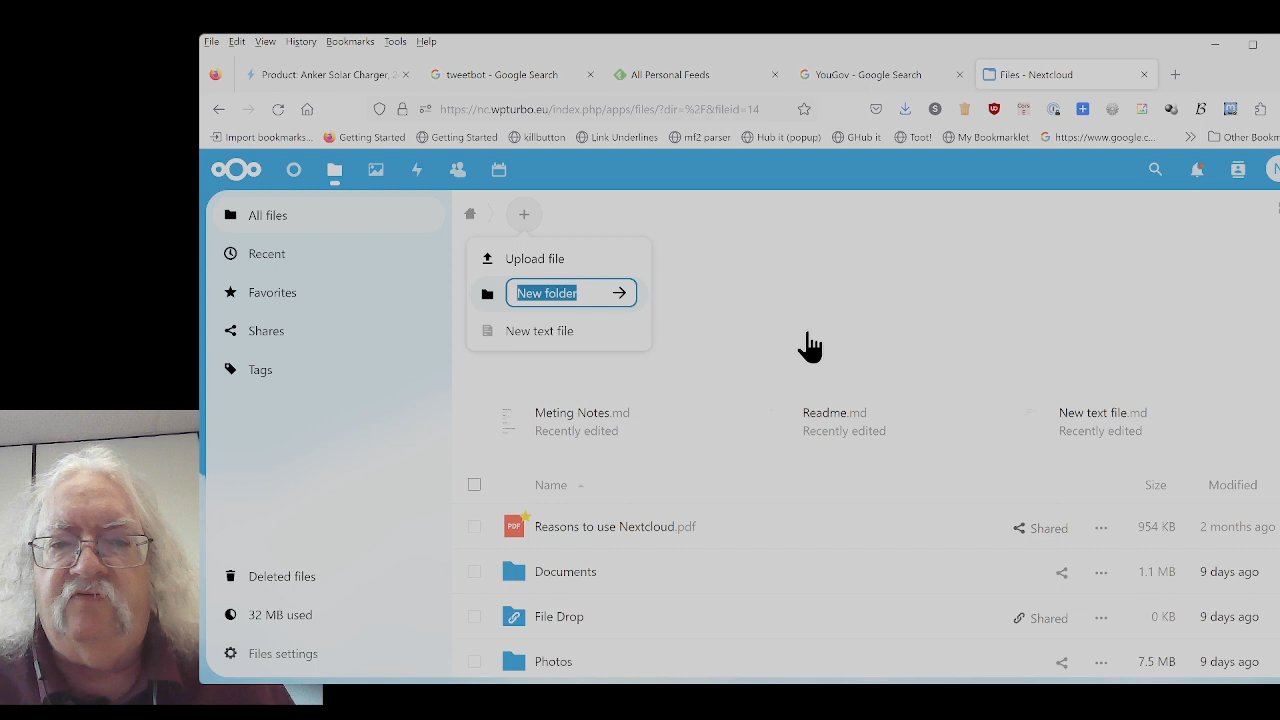 File Edit View History Bookmarks Tools Help
Product: Anker Solar Charger, 2
tweetbot - Google Search
All Personal Feeds
YouGov - Google Search
Files - Nextcloud
https://nc.wpturbo.eu/index.php/apps/files/?dir=%2F&fileid=14
Import bookmarks... Getting Started Getting Started killbutton Link Underlines mf2 parser Hub it (popup) GHub it Toot! My Bookmarklet https://www.google.c... Other Book
All files
Recent
Favorites
Shares
Tags
Deleted files
32 MB used
Files settings
Upload file
New folder
New text file
Meting Notes.md
Recently edited
Readme.md
Recently edited
New text file.md
Recently edited
Name Size Modified
PDF Reasons to use Nextcloud.pdf Shared 954 KB 2 months ago
Documents 1.1 MB 9 days ago
File Drop Shared 0 KB 9 days ago
Photos 7.5 MB 9 days ago